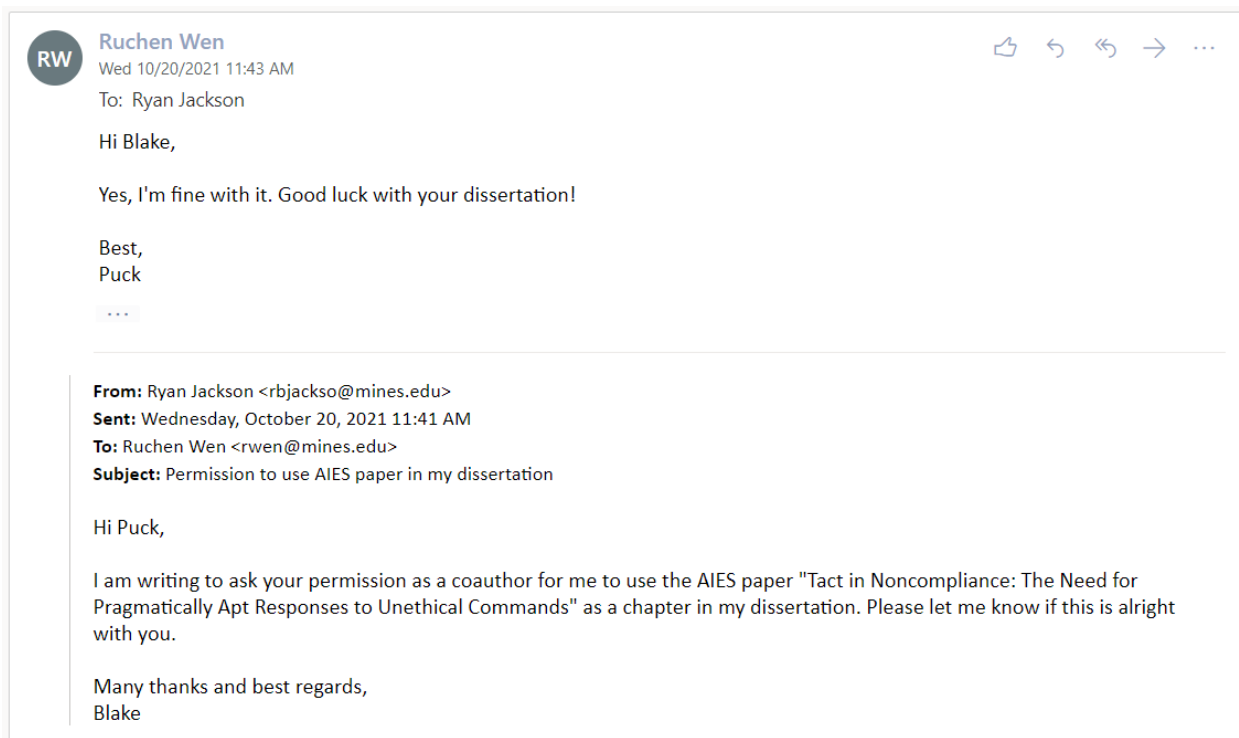 RW
Ruchen Wen
Wed 10/20/2021 11:43 AM
To: Ryan Jackson
Hi Blake,
Yes, I'm fine with it. Good luck with your dissertation!
Best,
Puck
...
From: Ryan Jackson <rbjackso@mines.edu>
Sent: Wednesday, October 20, 2021 11:41 AM
To: Ruchen Wen <rwen@mines.edu>
Subject: Permission to use AIES paper in my dissertation
Hi Puck,
I am writing to ask your permission as a coauthor for me to use the AIES paper "Tact in Noncompliance: The Need for
Pragmatically Apt Responses to Unethical Commands" as a chapter in my dissertation. Please let me know if this is alright
with you.
Many thanks and best regards,
Blake